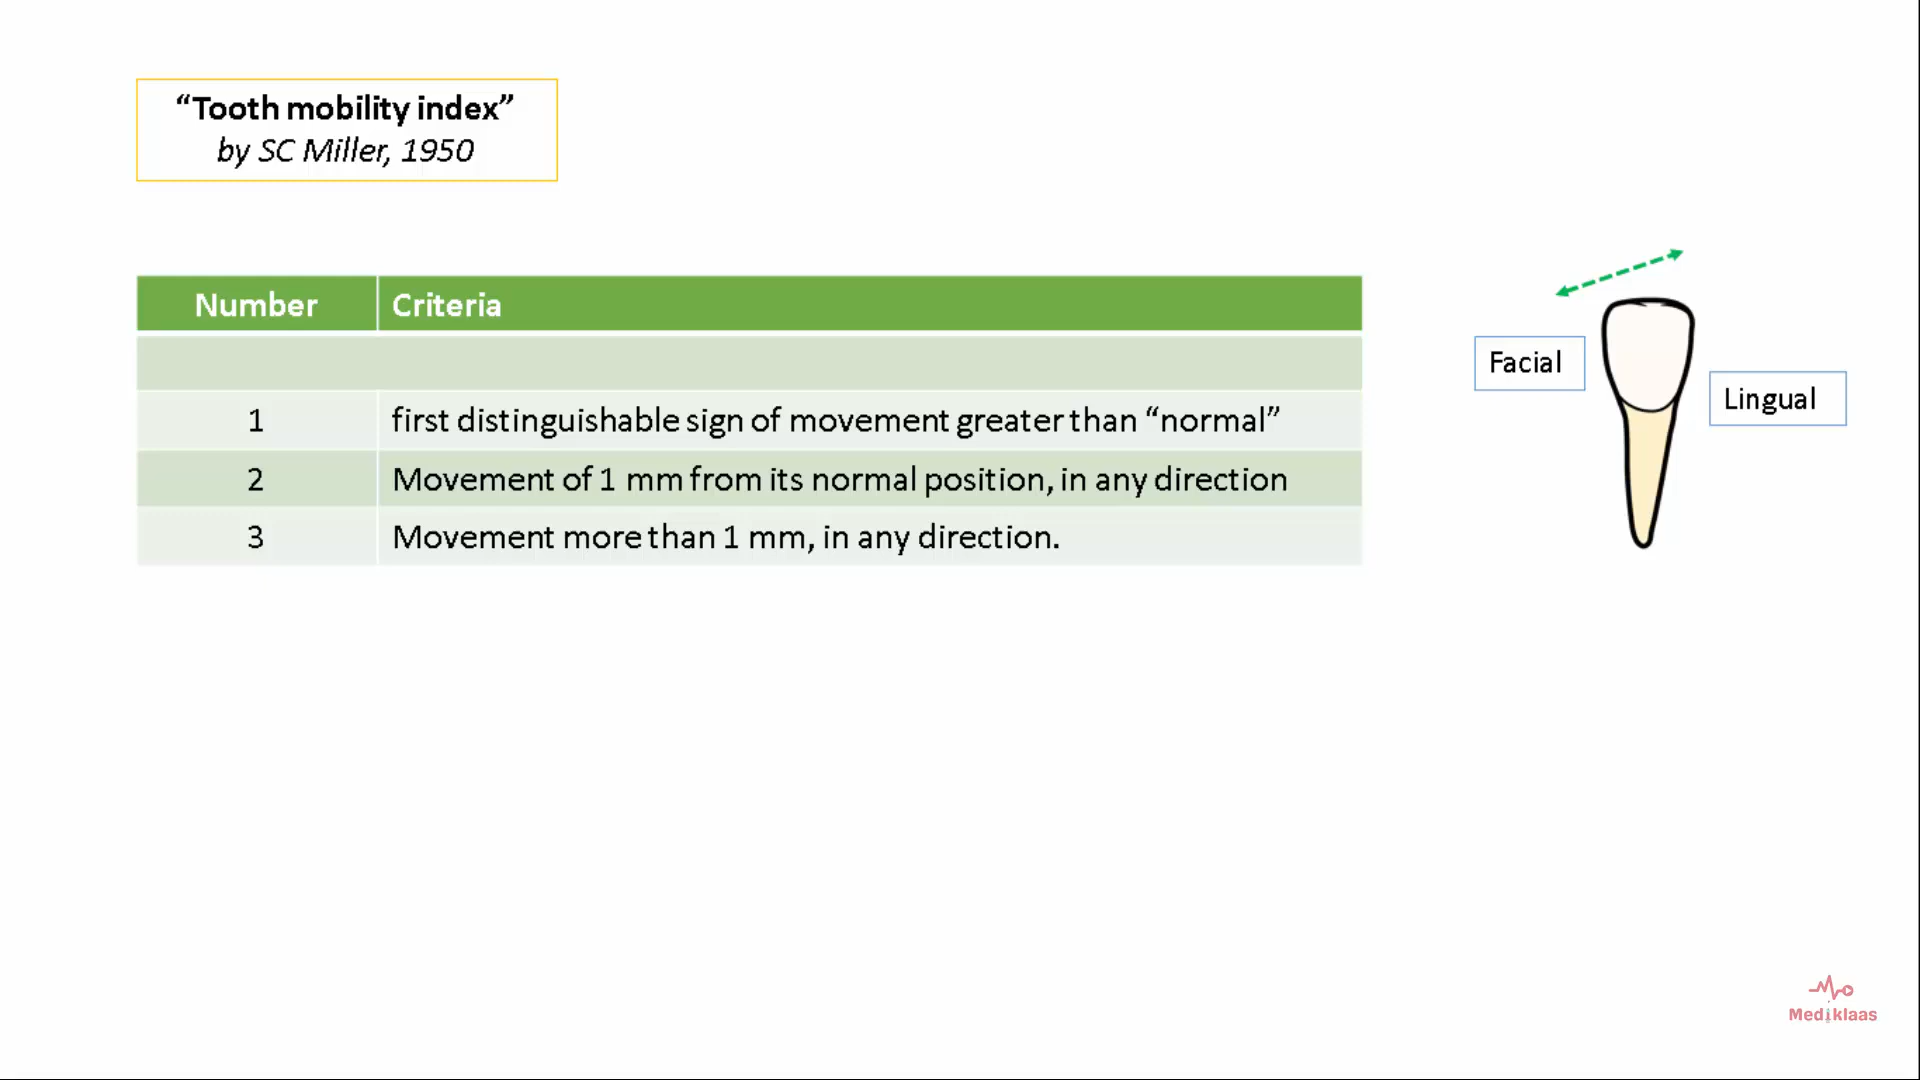 “Tooth mobility index”
by SC Miller, 1950
Number Criteria
1 first distinguishable sign of movement greater than “normal”
2 Movement of 1 mm from its normal position, in any direction
3 Movement more than 1 mm, in any direction.
Facial
Lingual
Mediklaas